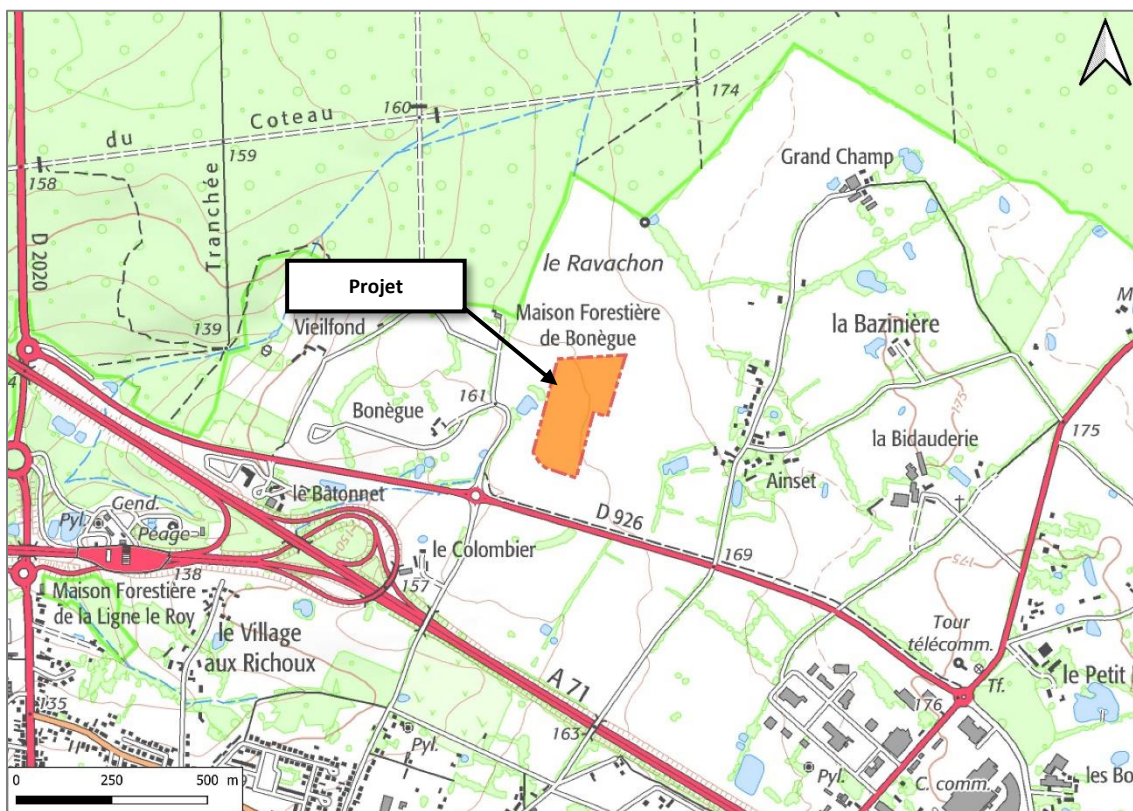 174
160
Coteau
du
159
158
Tranchée
D 2020
139
Grand Champ
le Ravachon
Projet
Maison Forestière
de Bonègue
Vieilfond
la Bazinière
175
161
Bonègue
la Bidauderie
175
Ainset
le Bâtonnet
Gend.
Pyl.
Péage
D 926
le Colombier
169
175
138
157
Maison Forestière
de la Ligne le Roy
le Village
aux Richoux
Tour
télécomm.
Tf.
le Petit
A 71
176
135
163
Pyl.
Pyl.
C. comm.
les Bo
0 250 500 m